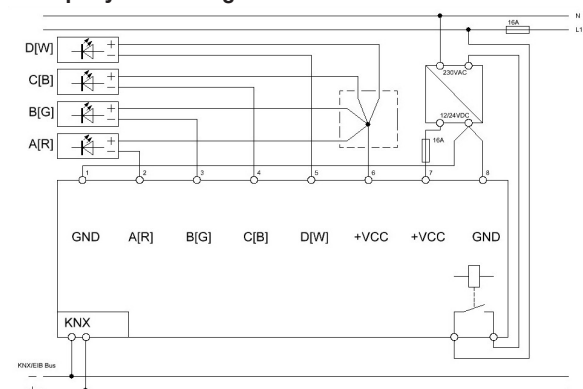 N
16A
L1
D[W]
+
−
C[B]
+
−
B[G]
+
−
A[R]
+
−
230VAC
12/24VDC
16A
1 2 3 4 5 6 7 8
GND A[R] B[G] C[B] D[W] +VCC +VCC GND
KNX
KNX/EIB Bus
+